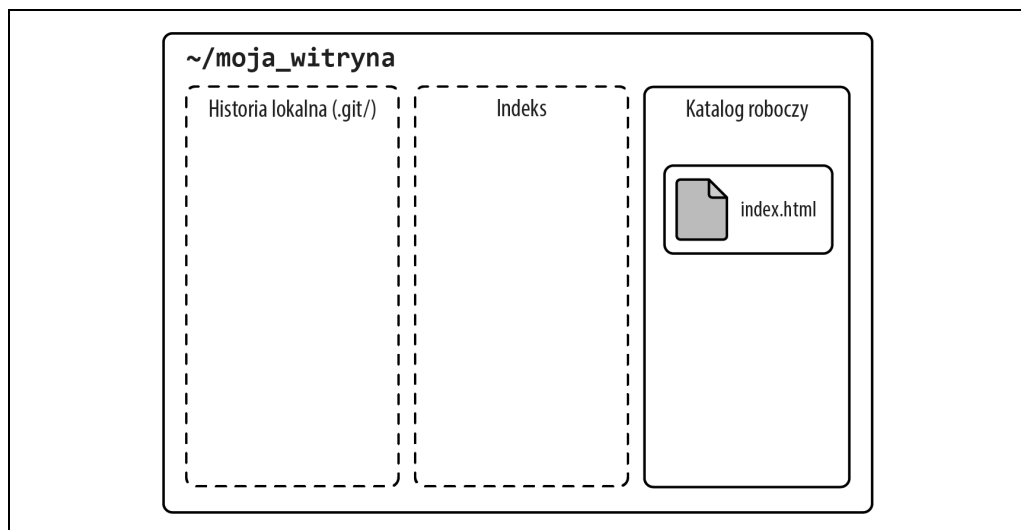 ~/moja_witryna
Historia lokalna (.git/)
Indeks
Katalog roboczy
index.html